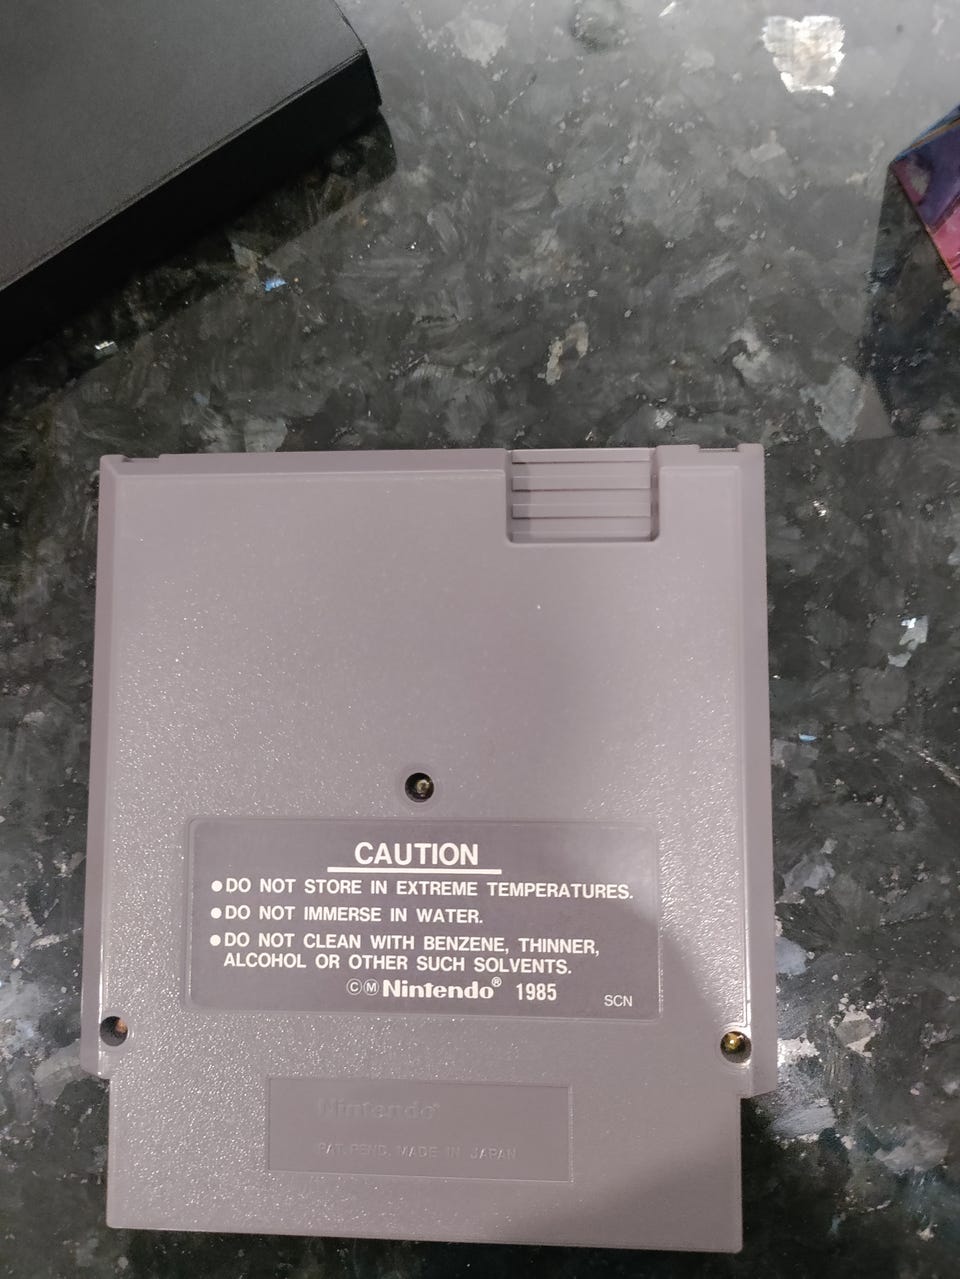 CAUTION
●DO NOT STORE IN EXTREME TEMPERATURES.
●DO NOT IMMERSE IN WATER.
●DO NOT CLEAN WITH BENZENE, THINNER,
ALCOHOL OR OTHER SUCH SOLVENTS.
ⒸⓂNintendo® 1985
SCN
Nintendo®
PAT. PEND. MADE IN JAPAN